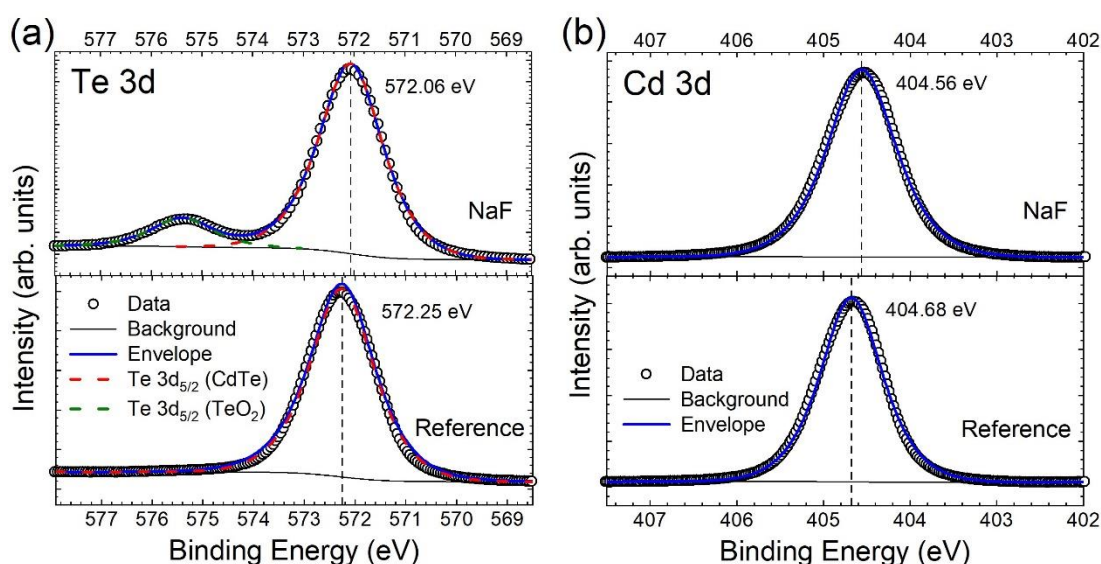 (a)
577 576 575 574 573 572 571 570 569
Te 3d
572.06 eV
NaF
Intensity (arb. units)
572.25 eV
Data
Background
Envelope
Te 3d5/2 (CdTe)
Te 3d5/2 (TeO2)
Reference
577 576 575 574 573 572 571 570 569
Binding Energy (eV)
(b)
407 406 405 404 403 402
Cd 3d
404.56 eV
NaF
Intensity (arb. units)
404.68 eV
Data
Background
Envelope
Reference
407 406 405 404 403 402
Binding Energy (eV)